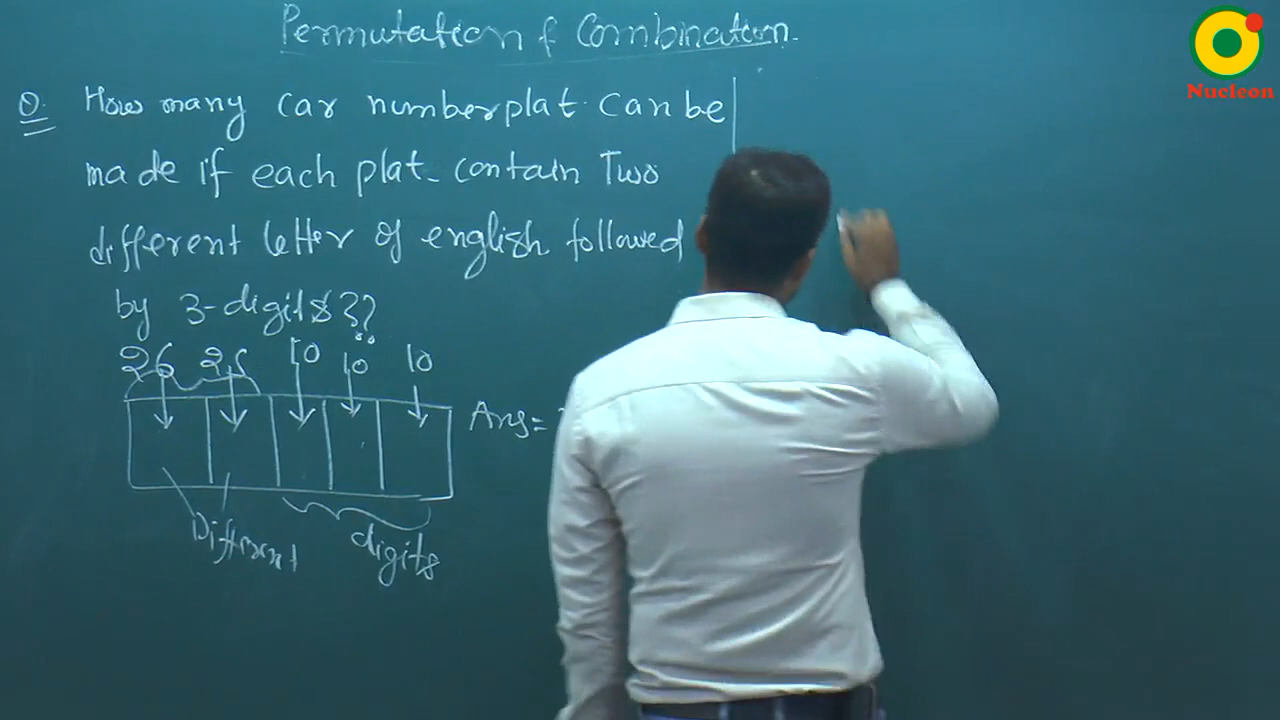 Permutation & Combination.
Nucleon
Q. How many car numberplat. can be
made if each plat. contain Two
different letter of english followed
by 3-digits??
26 25 10 10 10
Ans=
Different
digits